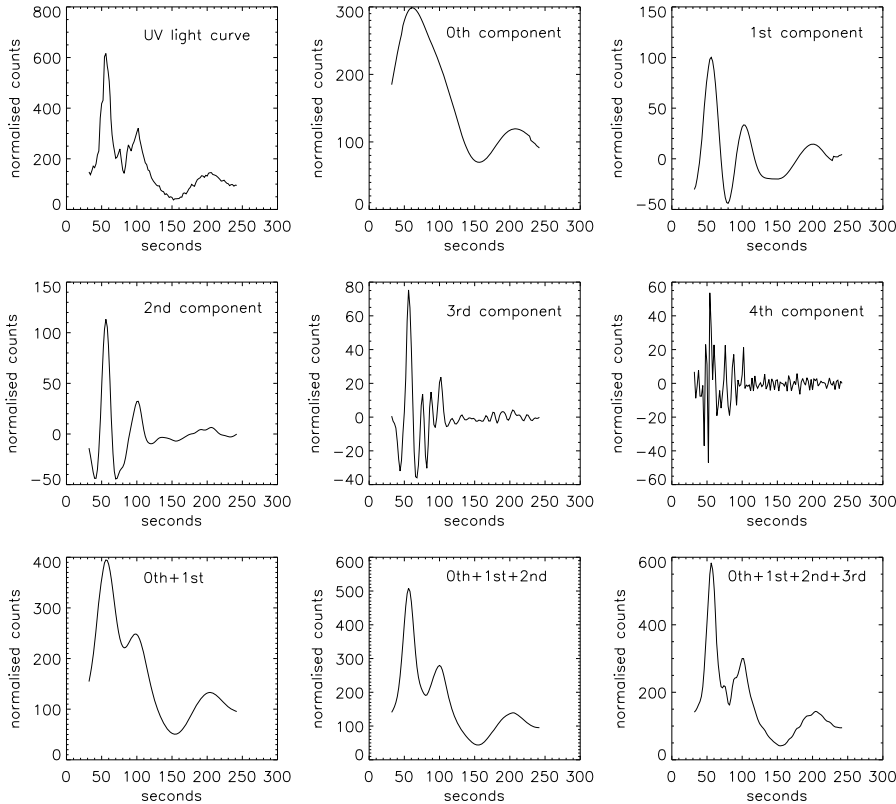 UV light curve
normalised counts
800
600
400
200
0
0 50 100 150 200 250 300
seconds
0th component
normalised counts
300
200
100
0
0 50 100 150 200 250 300
seconds
1st component
normalised counts
150
100
50
0
−50
0 50 100 150 200 250 300
seconds
2nd component
normalised counts
150
100
50
0
−50
0 50 100 150 200 250 300
seconds
3rd component
normalised counts
80
60
40
20
0
−20
−40
0 50 100 150 200 250 300
seconds
4th component
normalised counts
60
40
20
0
−20
−40
−60
0 50 100 150 200 250 300
seconds
0th+1st
normalised counts
400
300
200
100
0
0 50 100 150 200 250 300
seconds
0th+1st+2nd
normalised counts
600
500
400
300
200
100
0
0 50 100 150 200 250 300
seconds
0th+1st+2nd+3rd
normalised counts
600
400
200
0
0 50 100 150 200 250 300
seconds